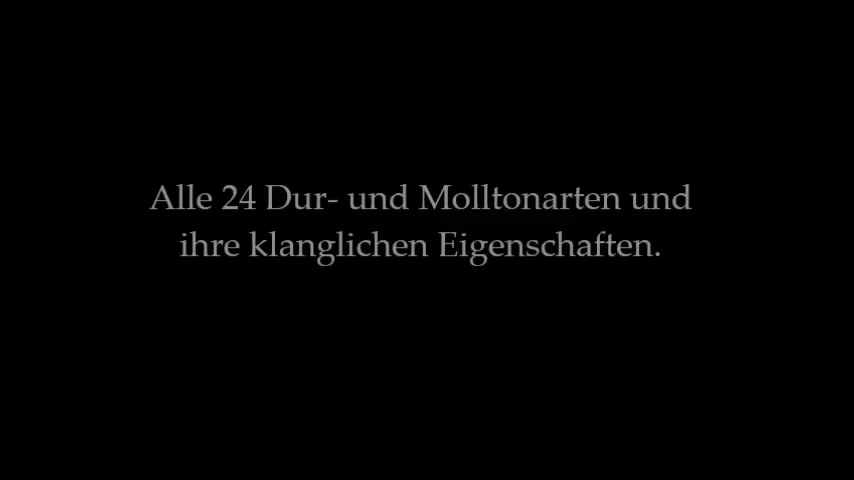 Alle 24 Dur- und Molltonarten und
ihre klanglichen Eigenschaften.